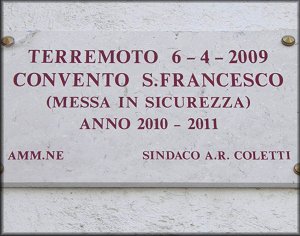 TERREMOTO 6-4-2009
CONVENTO S.FRANCESCO
(MESSA IN SICUREZZA)
ANNO 2010-2011
AMM.NE SINDACO A.R. COLETTI